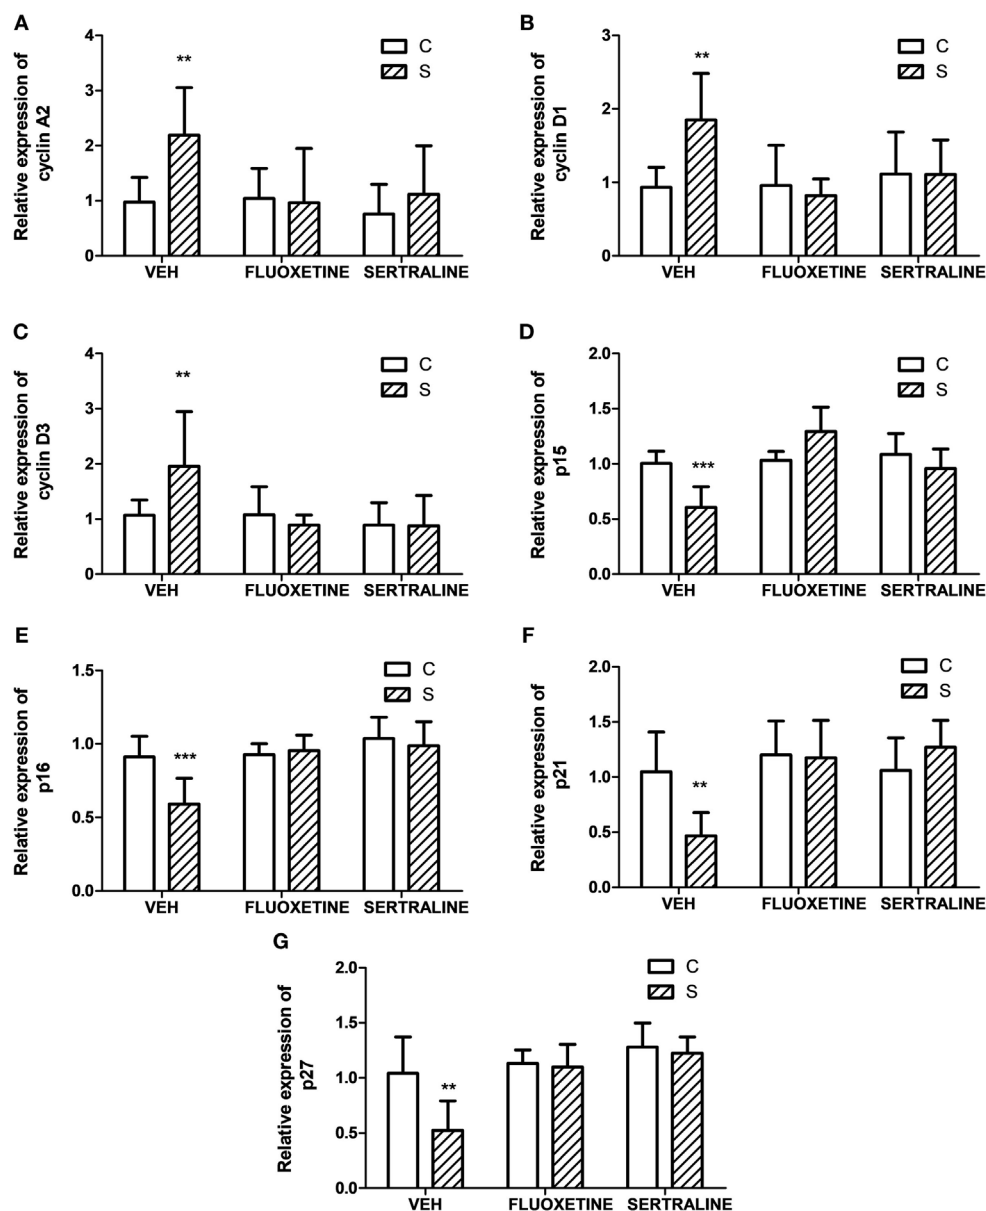 A
Relative expression of
cyclin A2
4
3
2
1
0
**
C
S
VEH FLUOXETINE SERTRALINE
B
Relative expression of
cyclin D1
3
2
1
0
**
C
S
VEH FLUOXETINE SERTRALINE
C
Relative expression of
cyclin D3
4
3
2
1
0
**
C
S
VEH FLUOXETINE SERTRALINE
D
Relative expression of
p15
2.0
1.5
1.0
0.5
0.0
***
C
S
VEH FLUOXETINE SERTRALINE
E
Relative expression of
p16
1.5
1.0
0.5
0.0
***
C
S
VEH FLUOXETINE SERTRALINE
F
Relative expression of
p21
2.0
1.5
1.0
0.5
0.0
**
C
S
VEH FLUOXETINE SERTRALINE
G
Relative expression of
p27
2.0
1.5
1.0
0.5
0.0
**
C
S
VEH FLUOXETINE SERTRALINE